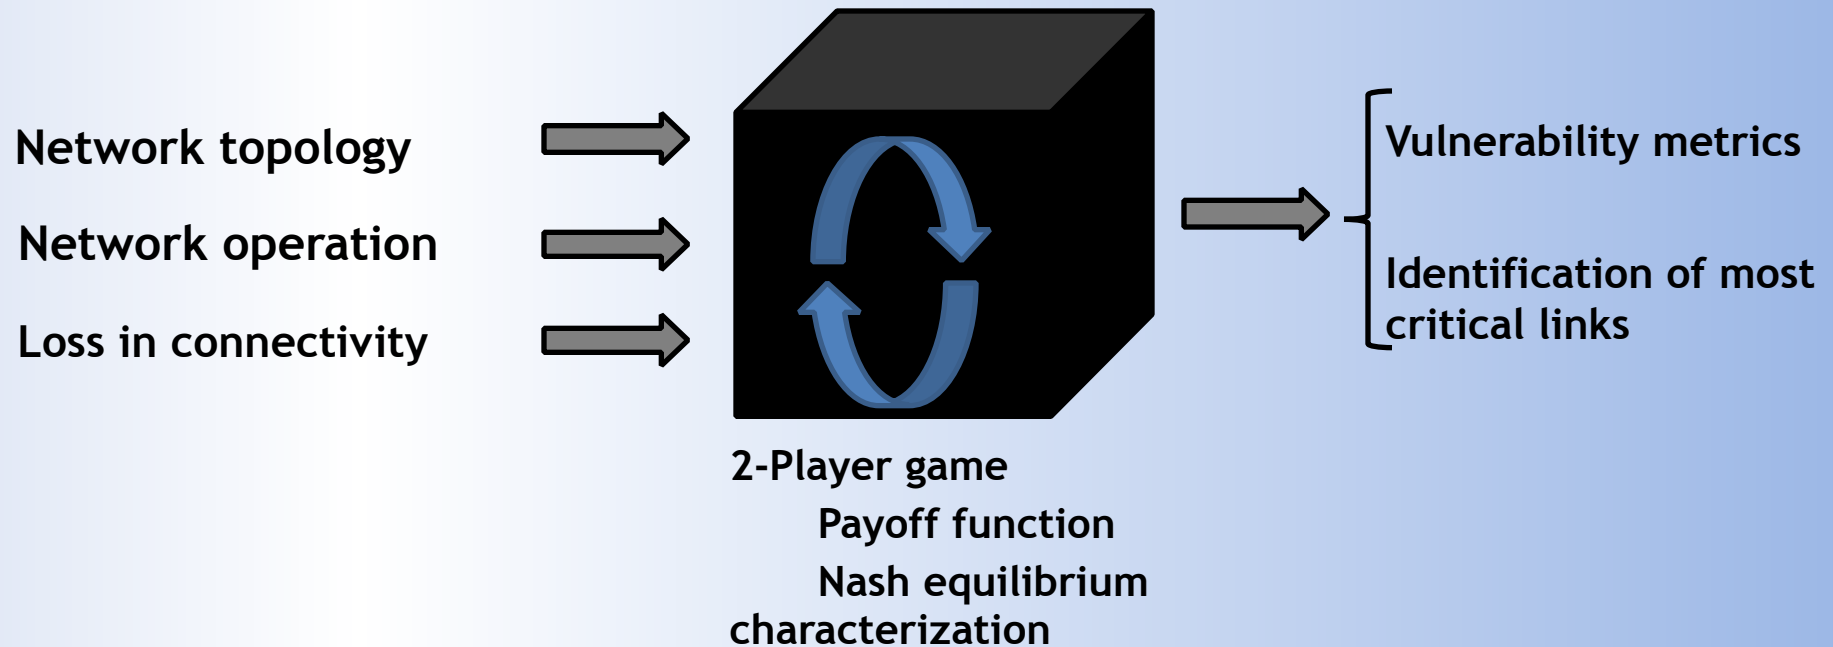 Network topology
Network operation
Loss in connectivity
2-Player game
Payoff function
Nash equilibrium
characterization
Vulnerability metrics
Identification of most
critical links